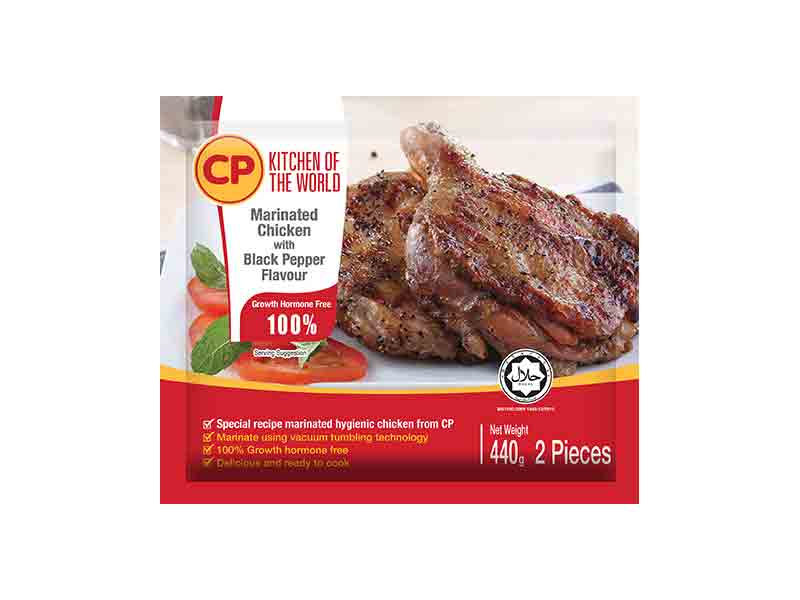 CP
KITCHEN OF
THE WORLD
Marinated
Chicken
with
Black Pepper
Flavour
Growth Hormone Free
100%
Serving Suggestion
حلال
Special recipe marinated hygienic chicken from CP
Marinate using vacuum tumbling technology
100% Growth hormone free
Delicious and ready to cook
Net Weight
440g 2 Pieces